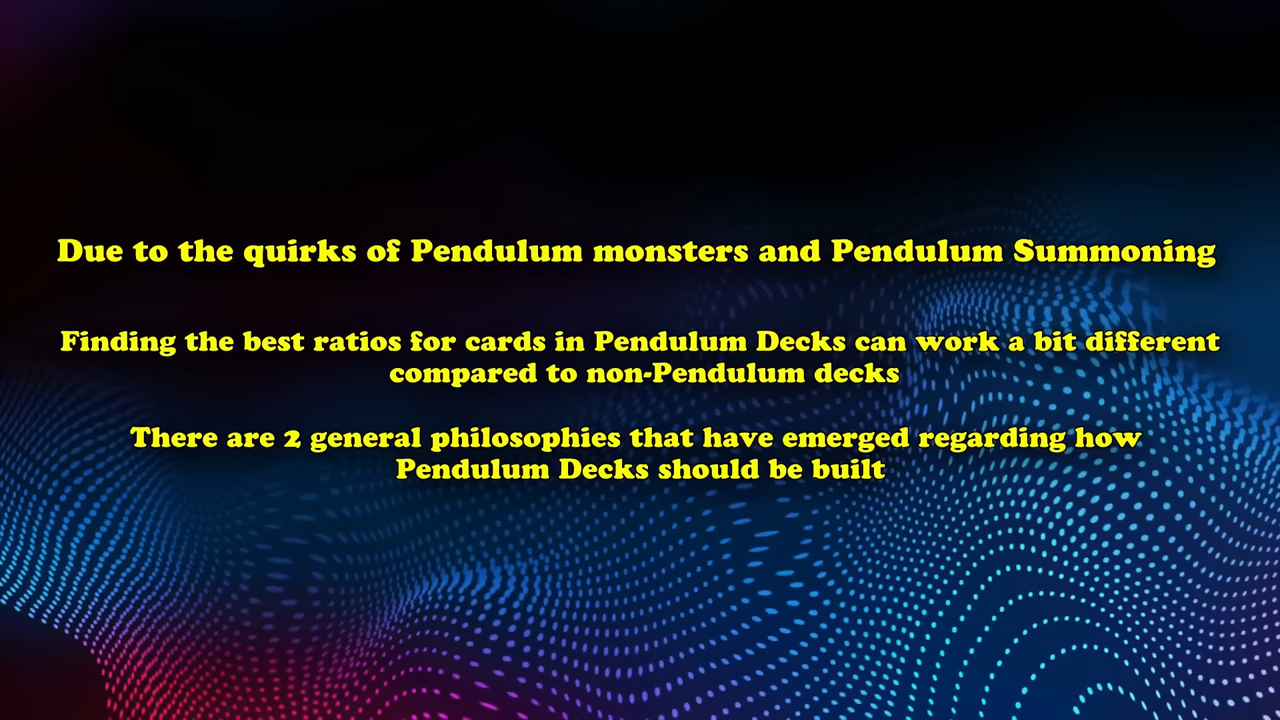 Due to the quirks of Pendulum monsters and Pendulum Summoning
Finding the best ratios for cards in Pendulum Decks can work a bit different
compared to non-Pendulum decks
There are 2 general philosophies that have emerged regarding how
Pendulum Decks should be built